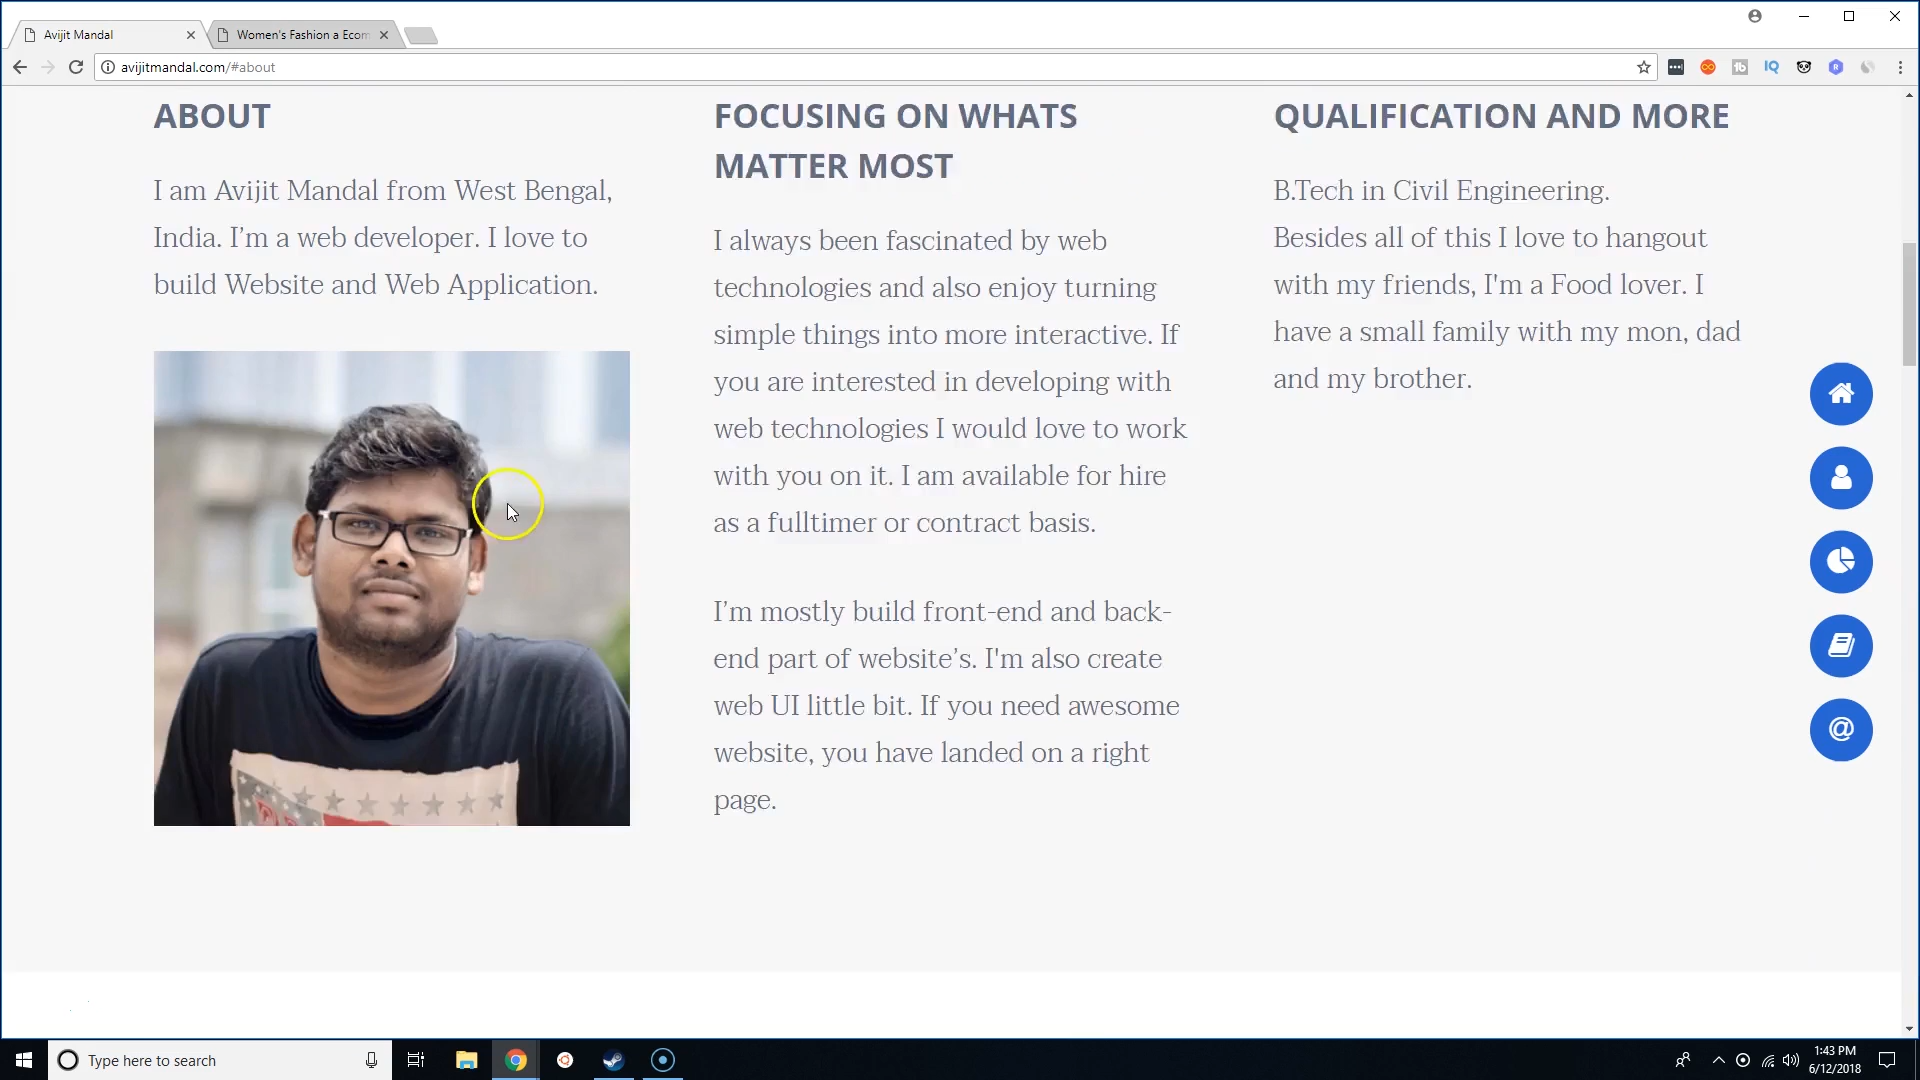 Avijit Mandal
Women's Fashion a Ecom
avijitmandal.com/#about
ABOUT
I am Avijit Mandal from West Bengal,
India. I’m a web developer. I love to
build Website and Web Application.
FOCUSING ON WHATS
MATTER MOST
I always been fascinated by web
technologies and also enjoy turning
simple things into more interactive. If
you are interested in developing with
web technologies I would love to work
with you on it. I am available for hire
as a fulltimer or contract basis.
I’m mostly build front-end and back-
end part of website’s. I'm also create
web UI little bit. If you need awesome
website, you have landed on a right
page.
QUALIFICATION AND MORE
B.Tech in Civil Engineering.
Besides all of this I love to hangout
with my friends, I'm a Food lover. I
have a small family with my mon, dad
and my brother.
@
IQ
Type here to search
1:43 PM
6/12/2018